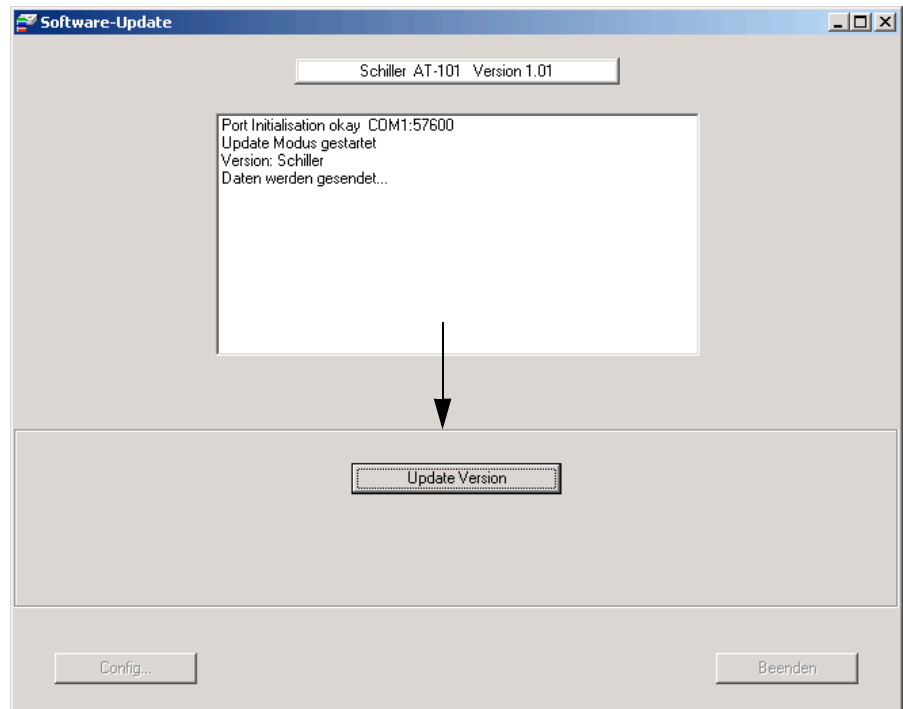 Software-Update
Schiller AT-101 Version 1.01
Port Initialisation okay COM1:57600
Update Modus gestartet
Version: Schiller
Daten werden gesendet...
Update Version
Config...
Beenden